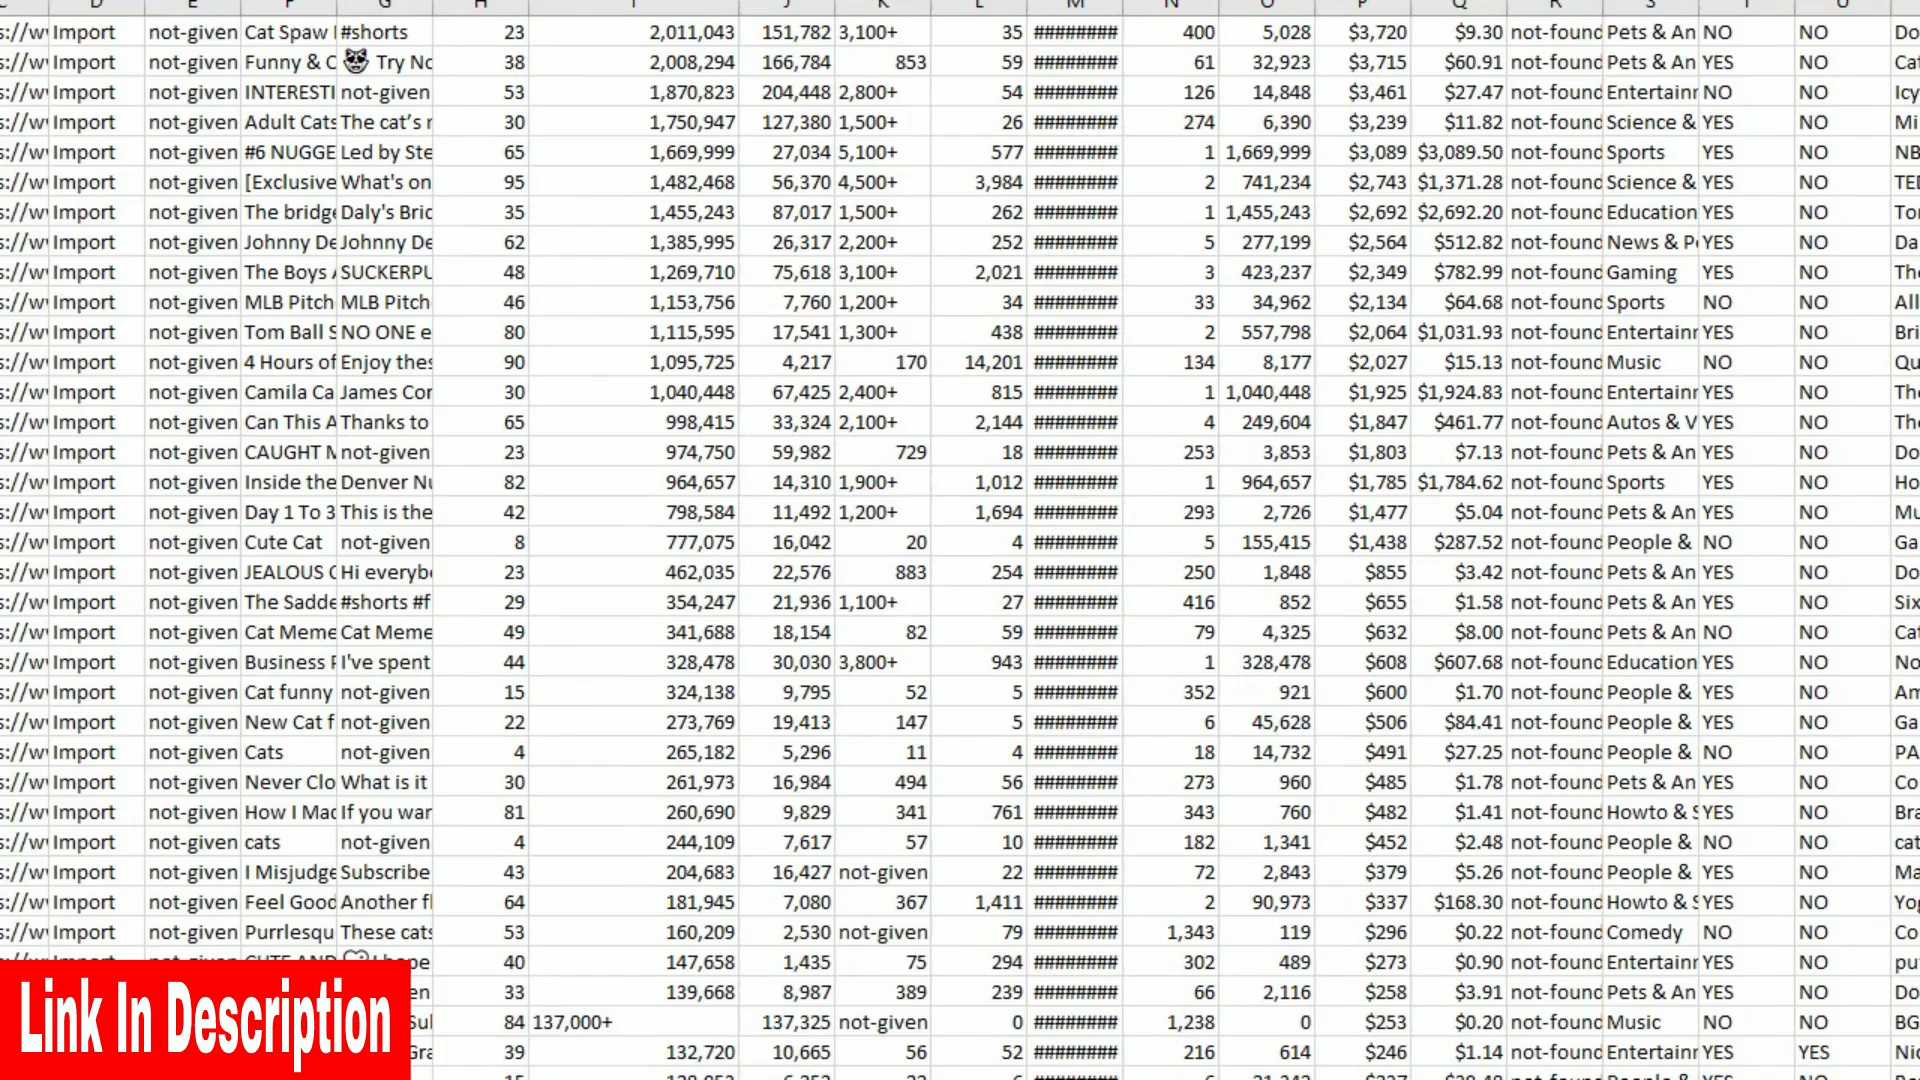 D E F G H I J K L M N O P Q R S T U
s://w Import not-given Cat Spaw #shorts 23 2,011,043 151,782 3,100+ 35 ######## 400 5,028 $3,720 $9.30 not-found Pets & An NO NO Do
s://w Import not-given Funny & C Try No 38 2,008,294 166,784 853 59 ######## 61 32,923 $3,715 $60.91 not-found Pets & An YES NO Cat
s://w Import not-given INTERESTI not-given 53 1,870,823 204,448 2,800+ 54 ######## 126 14,848 $3,461 $27.47 not-found Entertain NO NO Icy
s://w Import not-given Adult Cats The cat's r 30 1,750,947 127,380 1,500+ 26 ######## 274 6,390 $3,239 $11.82 not-found Science & YES NO Mi
s://w Import not-given #6 NUGGE Led by Ste 65 1,669,999 27,034 5,100+ 577 ######## 1 1,669,999 $3,089 $3,089.50 not-found Sports YES NO NB
s://w Import not-given [Exclusive What's on 95 1,482,468 56,370 4,500+ 3,984 ######## 2 741,234 $2,743 $1,371.28 not-found Science & YES NO TED
s://w Import not-given The bridge Daly's Brid 35 1,455,243 87,017 1,500+ 262 ######## 1 1,455,243 $2,692 $2,692.20 not-found Education YES NO Tor
s://w Import not-given Johnny De Johnny De 62 1,385,995 26,317 2,200+ 252 ######## 5 277,199 $2,564 $512.82 not-found News & Po YES NO Da
s://w Import not-given The Boys A SUCKERPU 48 1,269,710 75,618 3,100+ 2,021 ######## 3 423,237 $2,349 $782.99 not-found Gaming YES NO The
s://w Import not-given MLB Pitch MLB Pitch 46 1,153,756 7,760 1,200+ 34 ######## 33 34,962 $2,134 $64.68 not-found Sports NO NO All
s://w Import not-given Tom Ball S NO ONE e 80 1,115,595 17,541 1,300+ 438 ######## 2 557,798 $2,064 $1,031.93 not-found Entertain YES NO Bri
s://w Import not-given 4 Hours of Enjoy thes 90 1,095,725 4,217 170 14,201 ######## 134 8,177 $2,027 $15.13 not-found Music NO NO Qu
s://w Import not-given Camila Ca James Cor 30 1,040,448 67,425 2,400+ 815 ######## 1 1,040,448 $1,925 $1,924.83 not-found Entertain YES NO The
s://w Import not-given Can This A Thanks to 65 998,415 33,324 2,100+ 2,144 ######## 4 249,604 $1,847 $461.77 not-found Autos & V YES NO The
s://w Import not-given CAUGHT M not-given 23 974,750 59,982 729 18 ######## 253 3,853 $1,803 $7.13 not-found Pets & An YES NO Do
s://w Import not-given Inside the Denver Nu 82 964,657 14,310 1,900+ 1,012 ######## 1 964,657 $1,785 $1,784.62 not-found Sports YES NO Ho
s://w Import not-given Day 1 To 3 This is the 42 798,584 11,492 1,200+ 1,694 ######## 293 2,726 $1,477 $5.04 not-found Pets & An YES NO Mu
s://w Import not-given Cute Cat not-given 8 777,075 16,042 20 4 ######## 5 155,415 $1,438 $287.52 not-found People & NO NO Ga
s://w Import not-given JEALOUS C Hi everybo 23 462,035 22,576 883 254 ######## 250 1,848 $855 $3.42 not-found Pets & An YES NO Do
s://w Import not-given The Sadde #shorts #f 29 354,247 21,936 1,100+ 27 ######## 416 852 $655 $1.58 not-found Pets & An YES NO Six
s://w Import not-given Cat Meme Cat Meme 49 341,688 18,154 82 59 ######## 79 4,325 $632 $8.00 not-found Pets & An NO NO Cat
s://w Import not-given Business P I've spent 44 328,478 30,030 3,800+ 943 ######## 1 328,478 $608 $607.68 not-found Education YES NO No
s://w Import not-given Cat funny not-given 15 324,138 9,795 52 5 ######## 352 921 $600 $1.70 not-found People & YES NO Am
s://w Import not-given New Cat f not-given 22 273,769 19,413 147 5 ######## 6 45,628 $506 $84.41 not-found People & YES NO Ga
s://w Import not-given Cats not-given 4 265,182 5,296 11 4 ######## 18 14,732 $491 $27.25 not-found People & NO NO PA
s://w Import not-given Never Clo What is it 30 261,973 16,984 494 56 ######## 273 960 $485 $1.78 not-found Pets & An YES NO Co
s://w Import not-given How I Mad If you war 81 260,690 9,829 341 761 ######## 343 760 $482 $1.41 not-found Howto & S YES NO Bra
s://w Import not-given cats not-given 4 244,109 7,617 57 10 ######## 182 1,341 $452 $2.48 not-found People & NO NO cat
s://w Import not-given I Misjudge Subscribe 43 204,683 16,427 not-given 22 ######## 72 2,843 $379 $5.26 not-found People & YES NO Ma
s://w Import not-given Feel Good Another fl 64 181,945 7,080 367 1,411 ######## 2 90,973 $337 $168.30 not-found Howto & S YES NO Yog
s://w Import not-given Purrlesqu These cats 53 160,209 2,530 not-given 79 ######## 1,343 119 $296 $0.22 not-found Comedy NO NO Co
40 147,658 1,435 75 294 ######## 302 489 $273 $0.90 not-found Entertain YES NO pu
en 33 139,668 8,987 389 239 ######## 66 2,116 $258 $3.91 not-found Pets & An YES NO Do
Sul 84 137,000+ 137,325 not-given 0 ######## 1,238 0 $253 $0.20 not-found Music NO NO BG
Gra 39 132,720 10,665 56 52 ######## 216 614 $246 $1.14 not-found Entertain YES YES Nic
Link In Description